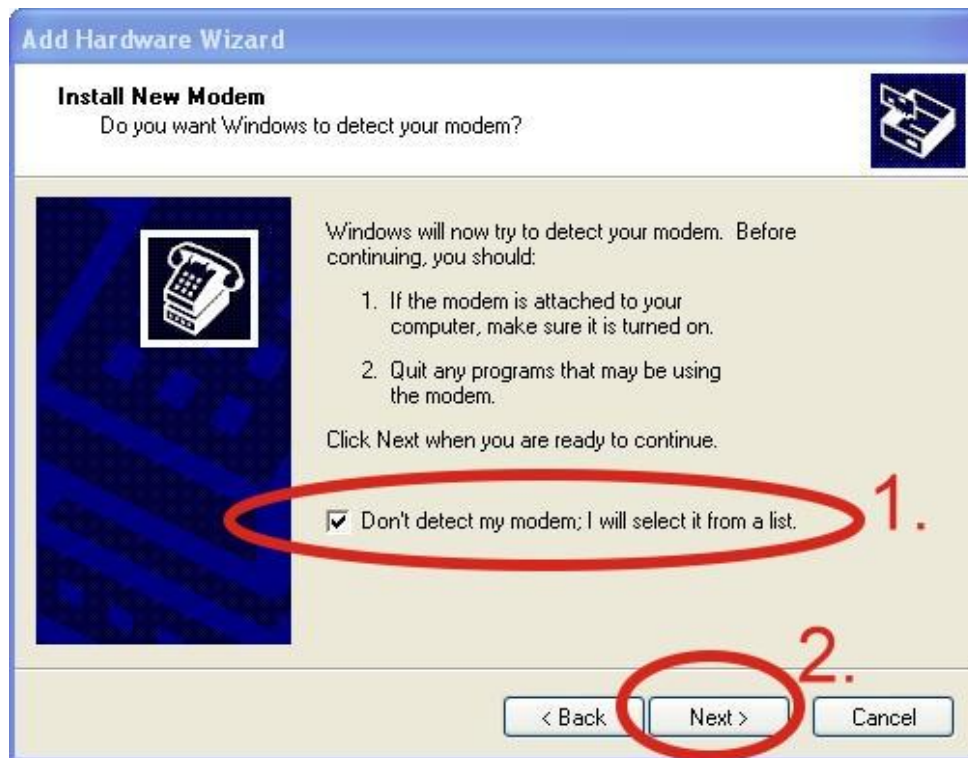 Add Hardware Wizard
Install New Modem
Do you want Windows to detect your modem?
Windows will now try to detect your modem. Before
continuing, you should:
1. If the modem is attached to your
computer, make sure it is turned on.
2. Quit any programs that may be using
the modem.
Click Next when you are ready to continue.
Don't detect my modem; I will select it from a list.
1.
2.
< Back
Next >
Cancel